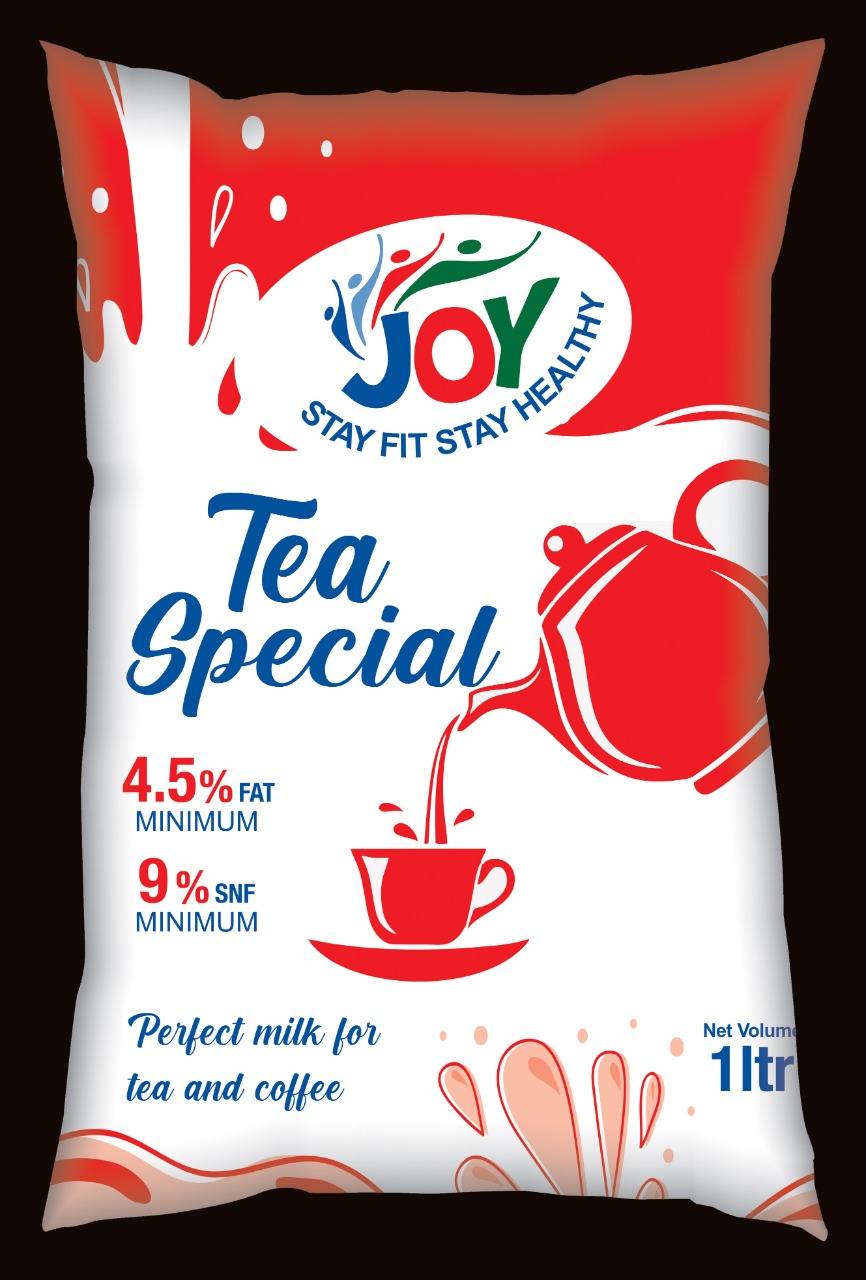 JOY
STAY FIT STAY HEALTHY
Tea
Special
4.5% FAT
MINIMUM
9% SNF
MINIMUM
Perfect milk for
tea and coffee
Net Volume
1ltr